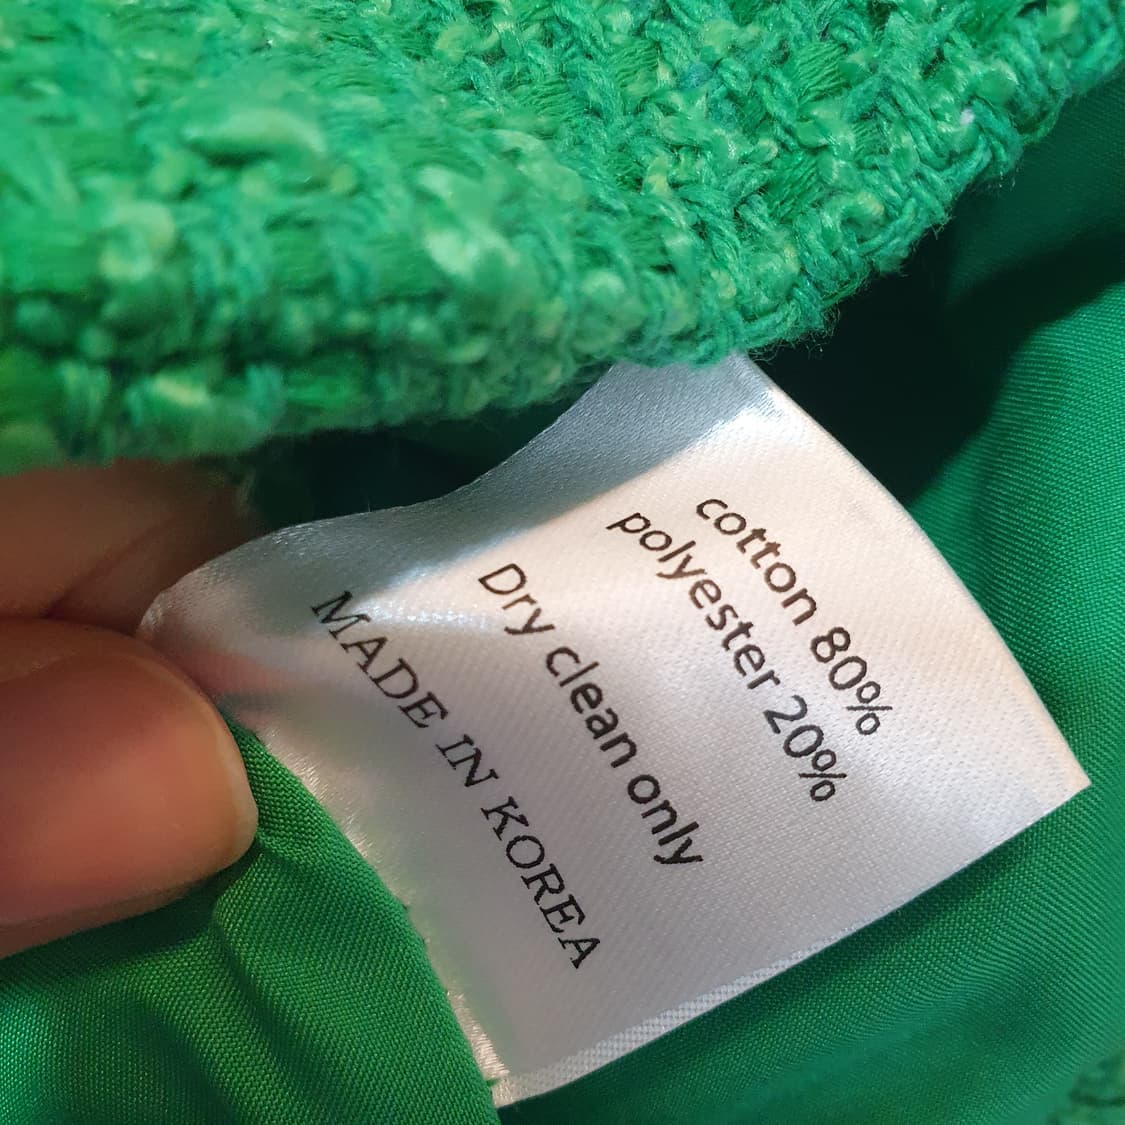 cotton 80%
polyester 20%
Dry clean only
MADE IN KOREA